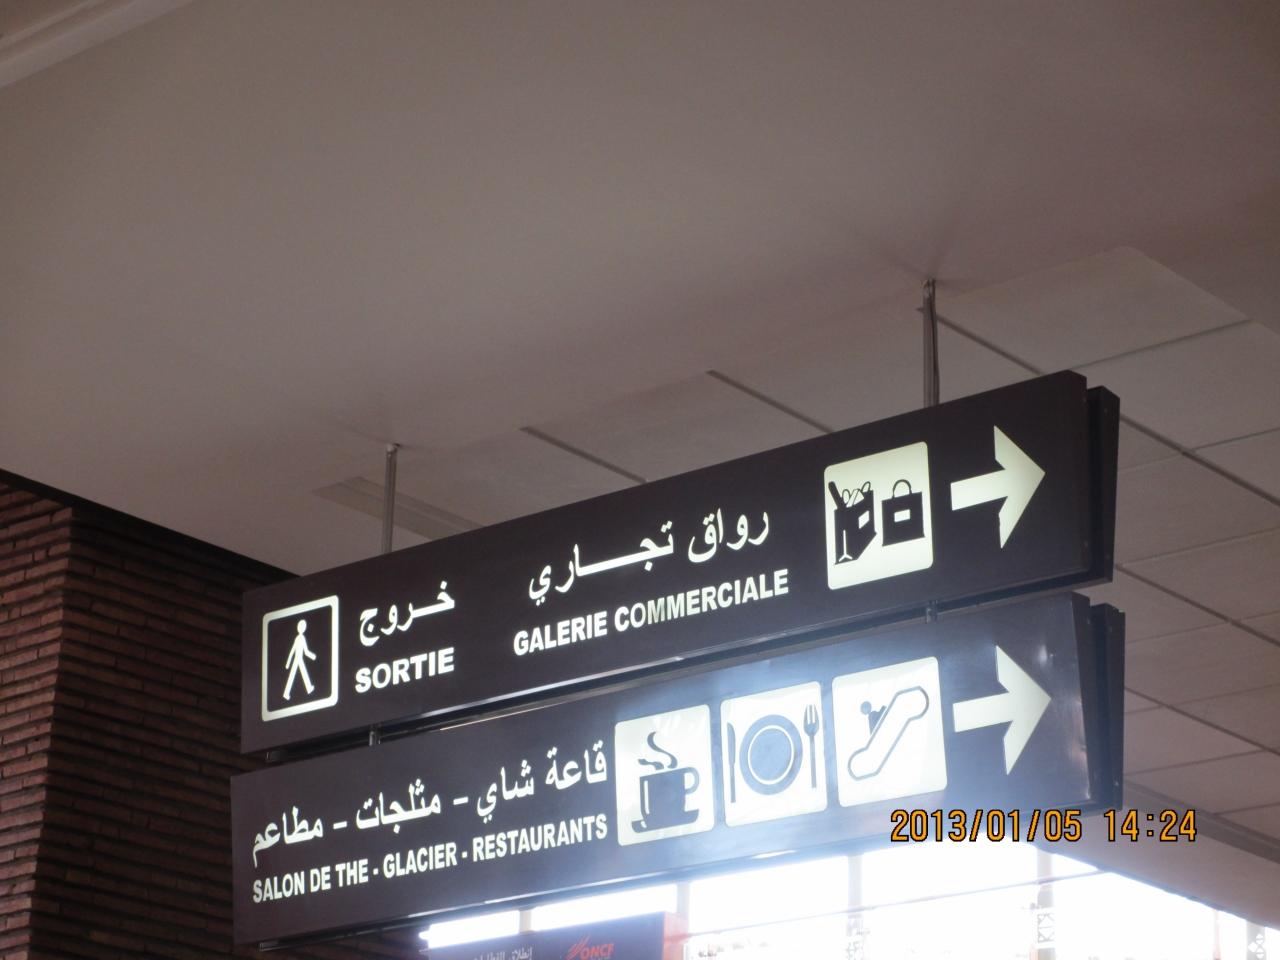 خروج
SORTIE
رواق تجاري
GALERIE COMMERCIALE
قاعة شاي - مثلجات - مطاعم
SALON DE THE - GLACIER - RESTAURANTS
2013/01/05 14:24
ONCF